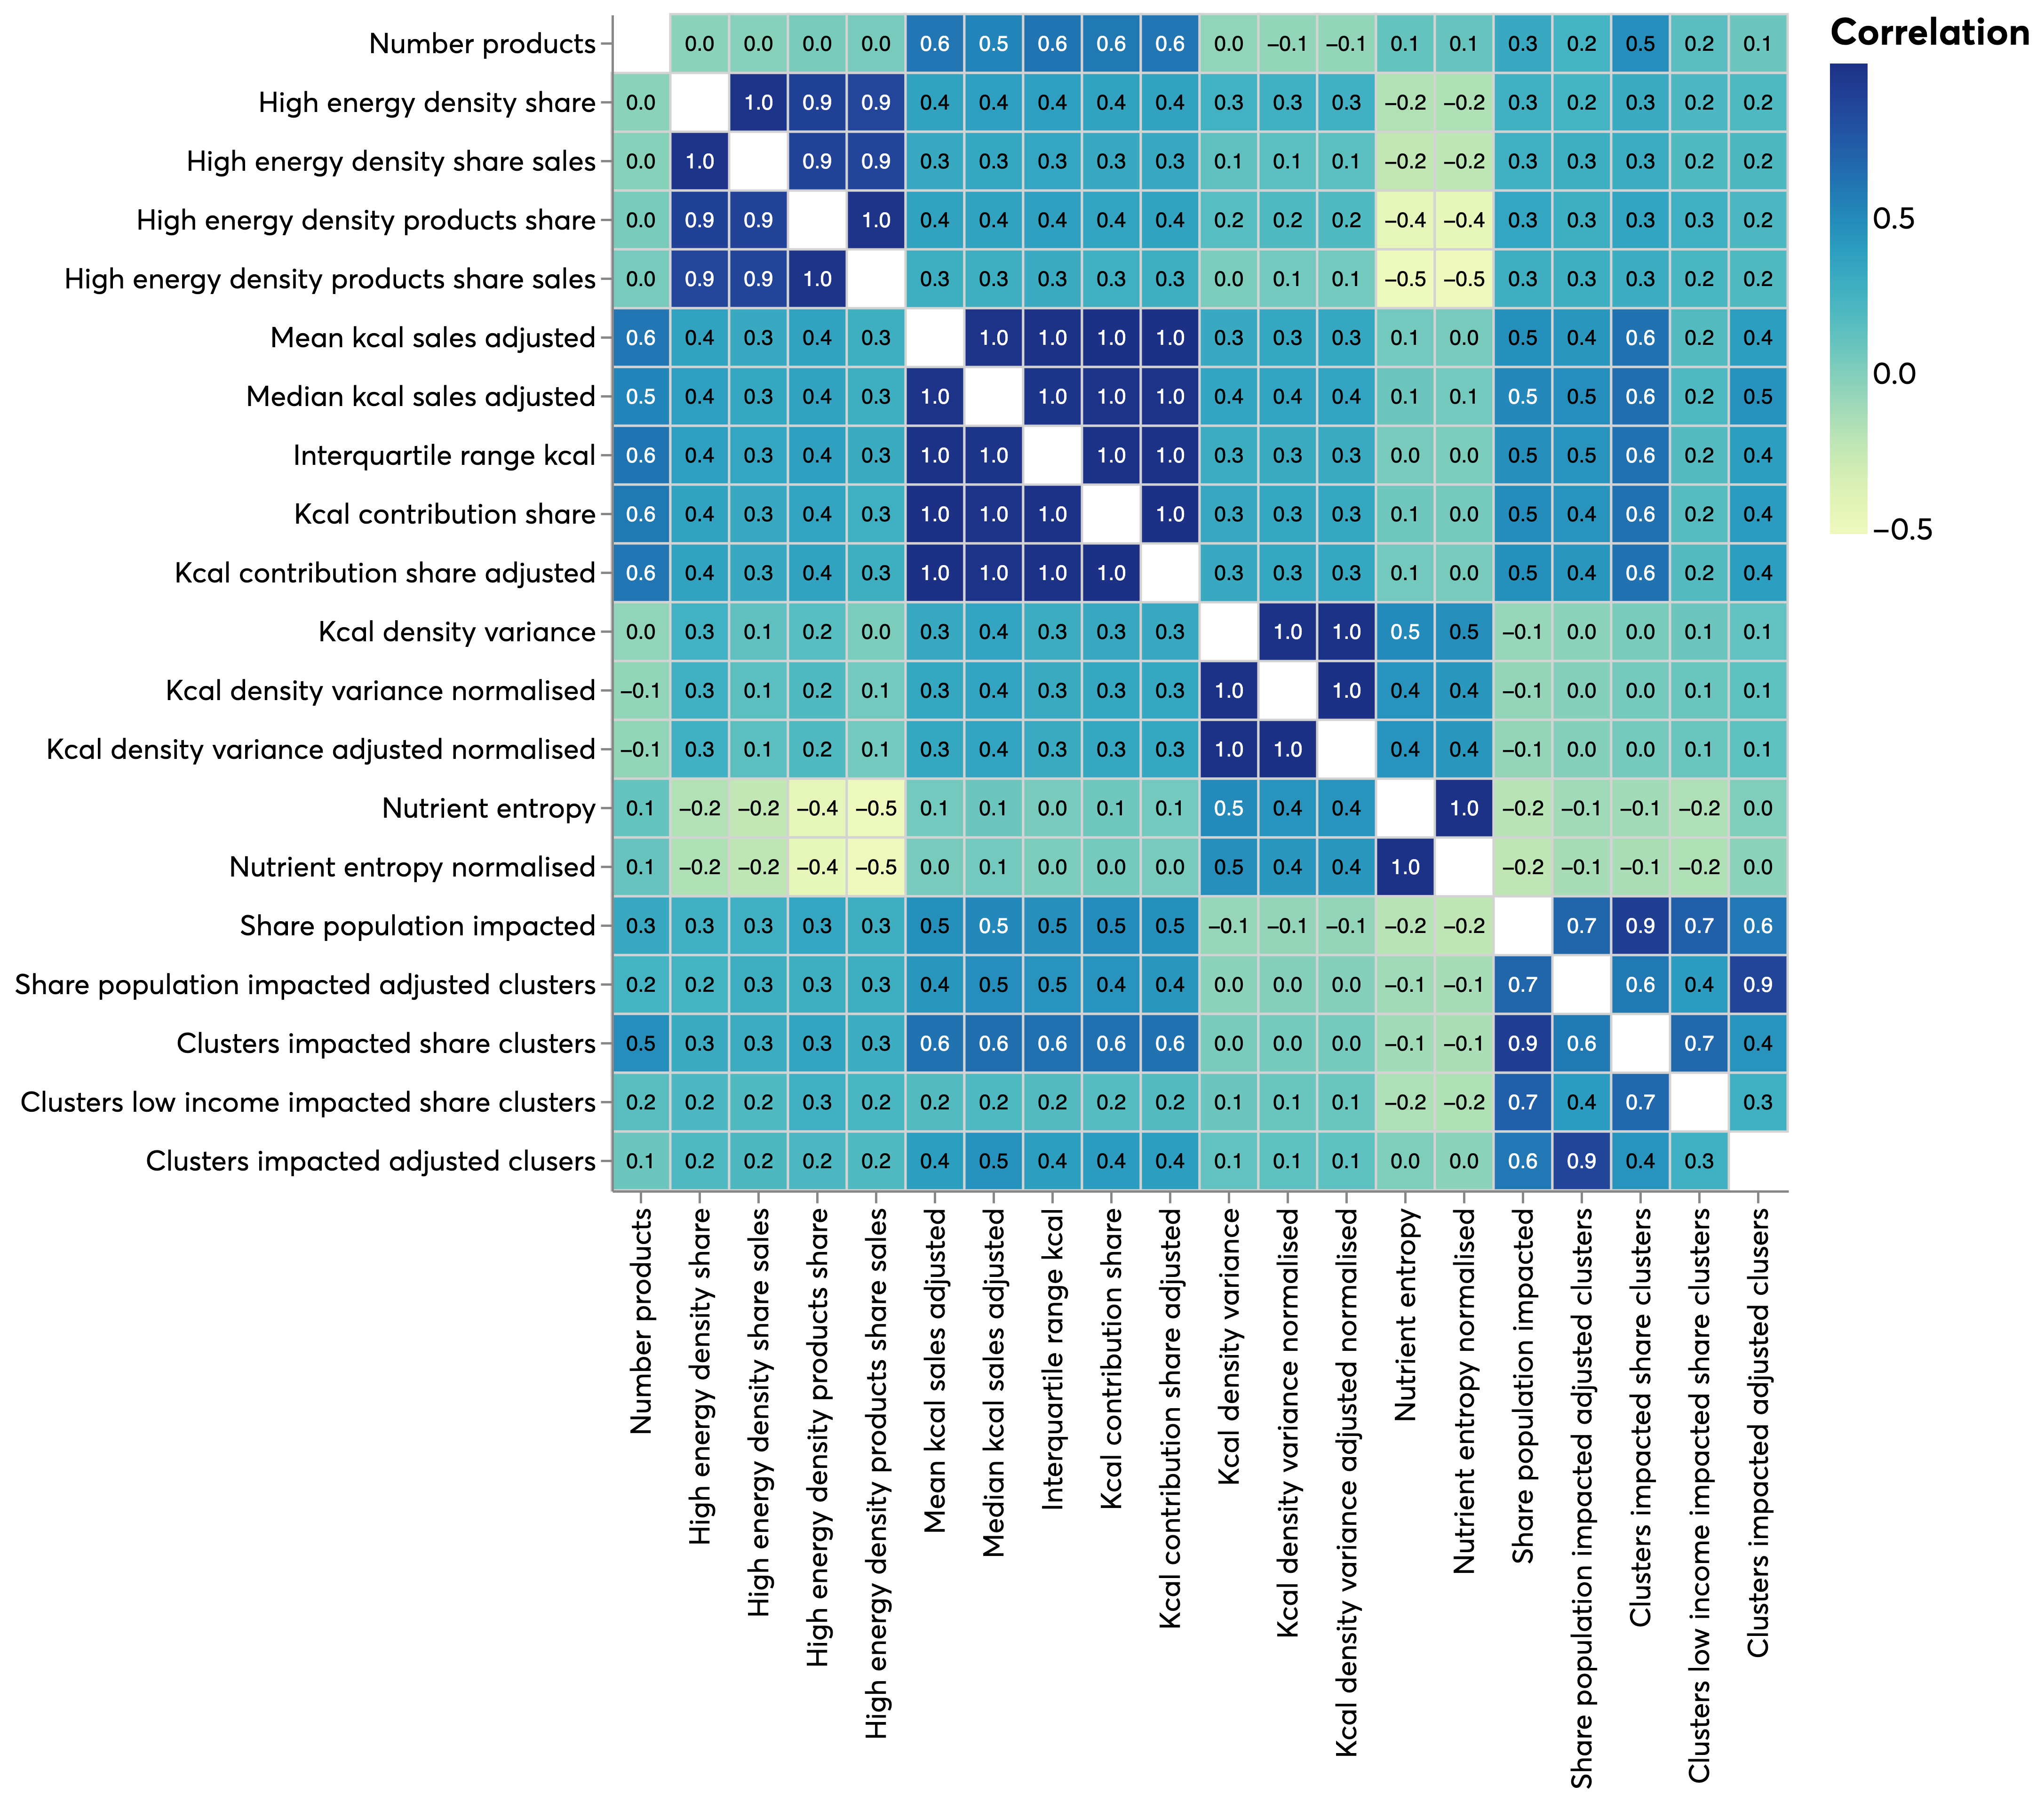 Correlation
0.5
0.0
−0.5
Number products 0.0 0.0 0.0 0.0 0.6 0.5 0.6 0.6 0.6 0.0 −0.1 −0.1 0.1 0.1 0.3 0.2 0.5 0.2 0.1
High energy density share 0.0 1.0 0.9 0.9 0.4 0.4 0.4 0.4 0.4 0.3 0.3 0.3 −0.2 −0.2 0.3 0.2 0.3 0.2 0.2
High energy density share sales 0.0 1.0 0.9 0.9 0.3 0.3 0.3 0.3 0.3 0.1 0.1 0.1 −0.2 −0.2 0.3 0.3 0.3 0.2 0.2
High energy density products share 0.0 0.9 0.9 1.0 0.4 0.4 0.4 0.4 0.4 0.2 0.2 0.2 −0.4 −0.4 0.3 0.3 0.3 0.3 0.2
High energy density products share sales 0.0 0.9 0.9 1.0 0.3 0.3 0.3 0.3 0.3 0.0 0.1 0.1 −0.5 −0.5 0.3 0.3 0.3 0.2 0.2
Mean kcal sales adjusted 0.6 0.4 0.3 0.4 0.3 1.0 1.0 1.0 1.0 0.3 0.3 0.3 0.1 0.0 0.5 0.4 0.6 0.2 0.4
Median kcal sales adjusted 0.5 0.4 0.3 0.4 0.3 1.0 1.0 1.0 1.0 0.4 0.4 0.4 0.1 0.1 0.5 0.5 0.6 0.2 0.5
Interquartile range kcal 0.6 0.4 0.3 0.4 0.3 1.0 1.0 1.0 1.0 0.3 0.3 0.3 0.0 0.0 0.5 0.5 0.6 0.2 0.4
Kcal contribution share 0.6 0.4 0.3 0.4 0.3 1.0 1.0 1.0 1.0 0.3 0.3 0.3 0.1 0.0 0.5 0.4 0.6 0.2 0.4
Kcal contribution share adjusted 0.6 0.4 0.3 0.4 0.3 1.0 1.0 1.0 1.0 0.3 0.3 0.3 0.1 0.0 0.5 0.4 0.6 0.2 0.4
Kcal density variance 0.0 0.3 0.1 0.2 0.0 0.3 0.4 0.3 0.3 0.3 1.0 1.0 0.5 0.5 −0.1 0.0 0.0 0.1 0.1
Kcal density variance normalised −0.1 0.3 0.1 0.2 0.1 0.3 0.4 0.3 0.3 0.3 1.0 1.0 0.4 0.4 −0.1 0.0 0.0 0.1 0.1
Kcal density variance adjusted normalised −0.1 0.3 0.1 0.2 0.1 0.3 0.4 0.3 0.3 0.3 1.0 1.0 0.4 0.4 −0.1 0.0 0.0 0.1 0.1
Nutrient entropy 0.1 −0.2 −0.2 −0.4 −0.5 0.1 0.1 0.0 0.1 0.1 0.5 0.4 0.4 1.0 −0.2 −0.1 −0.1 −0.2 0.0
Nutrient entropy normalised 0.1 −0.2 −0.2 −0.4 −0.5 0.0 0.1 0.0 0.0 0.0 0.5 0.4 0.4 1.0 −0.2 −0.1 −0.1 −0.2 0.0
Share population impacted 0.3 0.3 0.3 0.3 0.3 0.5 0.5 0.5 0.5 0.5 −0.1 −0.1 −0.1 −0.2 −0.2 0.7 0.9 0.7 0.6
Share population impacted adjusted clusters 0.2 0.2 0.3 0.3 0.3 0.4 0.5 0.5 0.4 0.4 0.0 0.0 0.0 −0.1 −0.1 0.7 0.6 0.4 0.9
Clusters impacted share clusters 0.5 0.3 0.3 0.3 0.3 0.6 0.6 0.6 0.6 0.6 0.0 0.0 0.0 −0.1 −0.1 0.9 0.6 0.7 0.4
Clusters low income impacted share clusters 0.2 0.2 0.2 0.3 0.2 0.2 0.2 0.2 0.2 0.2 0.1 0.1 0.1 −0.2 −0.2 0.7 0.4 0.7 0.3
Clusters impacted adjusted clusers 0.1 0.2 0.2 0.2 0.2 0.4 0.5 0.4 0.4 0.4 0.1 0.1 0.1 0.0 0.0 0.6 0.9 0.4 0.3
Number products
High energy density share
High energy density share sales
High energy density products share
High energy density products share sales
Mean kcal sales adjusted
Median kcal sales adjusted
Interquartile range kcal
Kcal contribution share
Kcal contribution share adjusted
Kcal density variance
Kcal density variance normalised
Kcal density variance adjusted normalised
Nutrient entropy
Nutrient entropy normalised
Share population impacted
Share population impacted adjusted clusters
Clusters impacted share clusters
Clusters low income impacted share clusters
Clusters impacted adjusted clusers